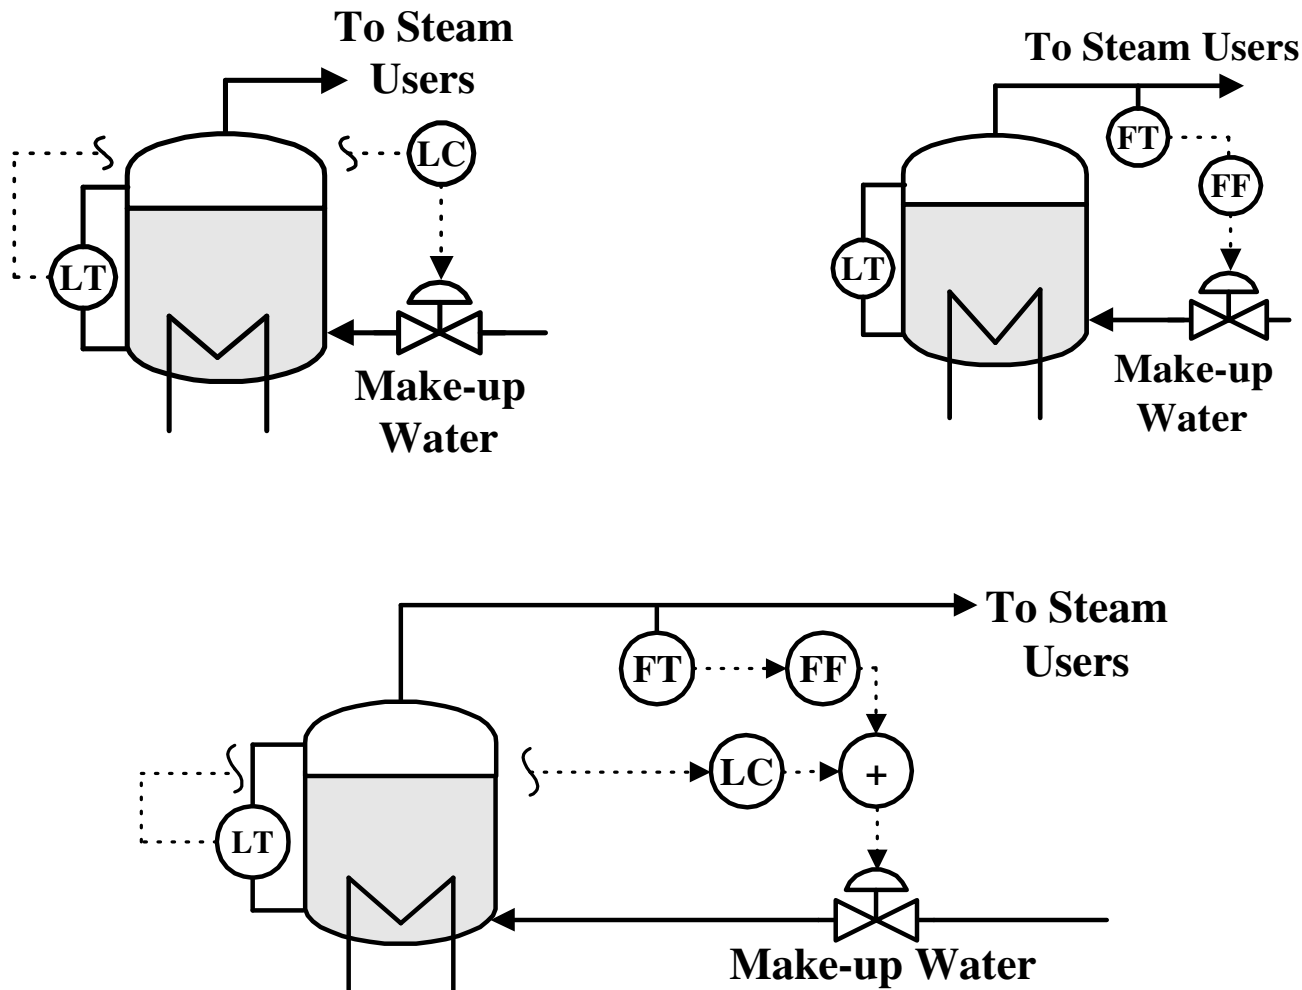 To Steam
Users
LC
LT
Make-up
Water
To Steam Users
FT
FF
LT
Make-up
Water
To Steam
Users
FT
FF
LC
+
LT
Make-up Water